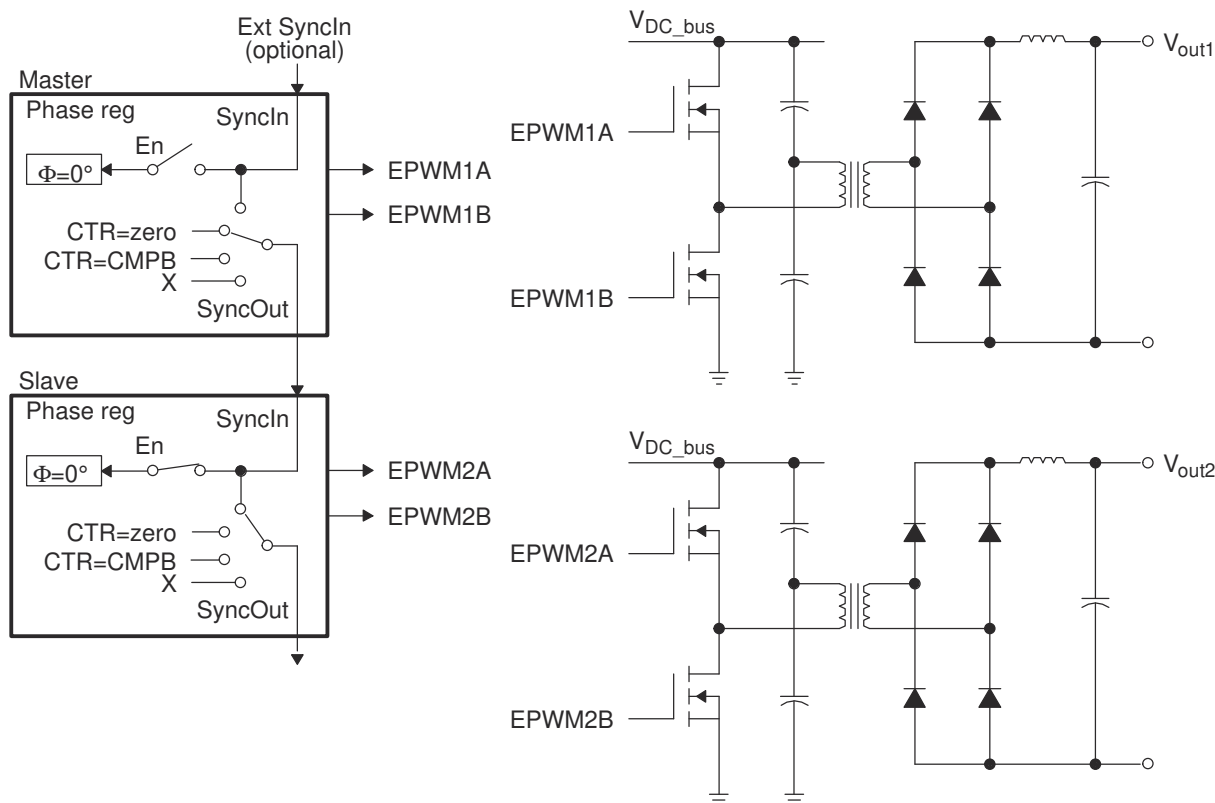 Ext SyncIn
(optional)
Master
Phase reg
SyncIn
En
Φ=0°
EPWM1A
EPWM1B
CTR=zero
CTR=CMPB
X
SyncOut
Slave
Phase reg
SyncIn
En
Φ=0°
EPWM2A
EPWM2B
CTR=zero
CTR=CMPB
X
SyncOut
VDC_bus
Vout1
EPWM1A
EPWM1B
VDC_bus
Vout2
EPWM2A
EPWM2B